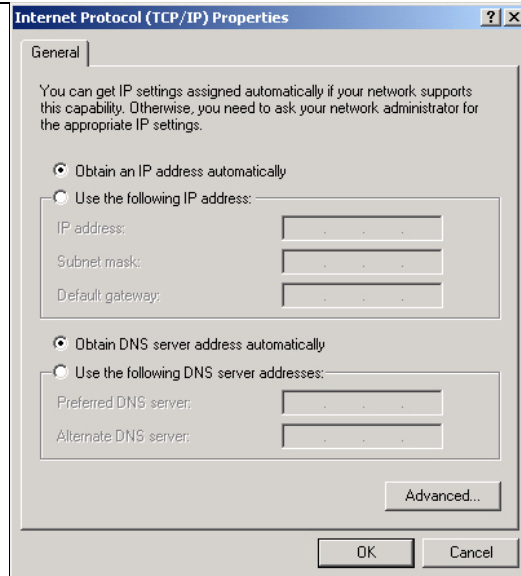 Internet Protocol (TCP/IP) Properties
General
You can get IP settings assigned automatically if your network supports
this capability. Otherwise, you need to ask your network administrator for
the appropriate IP settings.
Obtain an IP address automatically
Use the following IP address:
IP address:
Subnet mask:
Default gateway:
Obtain DNS server address automatically
Use the following DNS server addresses:
Preferred DNS server:
Alternate DNS server:
Advanced...
OK
Cancel